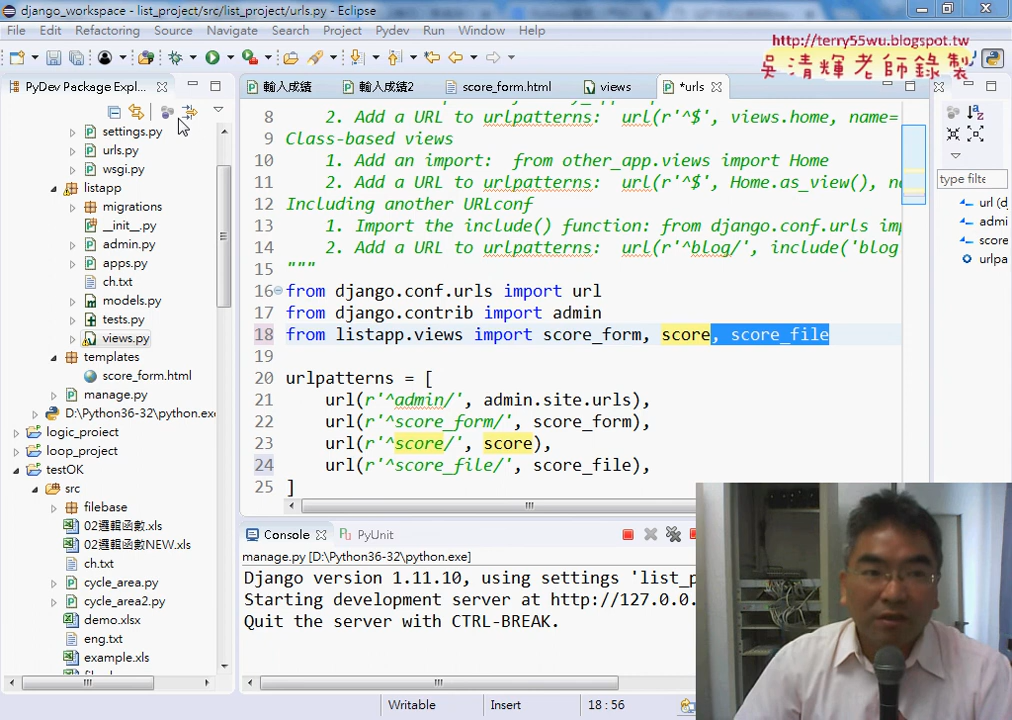 django_workspace - list_project/src/list_project/urls.py - Eclipse
File Edit Refactoring Source Navigate Search Project Pydev Run Window Help
http://terry55wu.blogspot.tw
吳清輝老師錄製
PyDev Package Expl...
輸入成績
輸入成績2
score_form.html
views
*urls
settings.py
urls.py
wsgi.py
listapp
migrations
__init__.py
admin.py
apps.py
ch.txt
models.py
tests.py
views.py
templates
score_form.html
manage.py
D:\Python36-32\python.exe
logic_project
loop_project
testOK
src
filebase
02邏輯函數.xls
02邏輯函數NEW.xls
ch.txt
cycle_area.py
cycle_area2.py
demo.xlsx
eng.txt
example.xls
8 2. Add a URL to urlpatterns: url(r'^$', views.home, name=
9 Class-based views
10 1. Add an import: from other_app.views import Home
11 2. Add a URL to urlpatterns: url(r'^$', Home.as_view(), na
12 Including another URLconf
13 1. Import the include() function: from django.conf.urls imp
14 2. Add a URL to urlpatterns: url(r'^blog/', include('blog
15 """
16 from django.conf.urls import url
17 from django.contrib import admin
18 from listapp.views import score_form, score, score_file
19
20 urlpatterns = [
21 url(r'^admin/', admin.site.urls),
22 url(r'^score_form/', score_form),
23 url(r'^score/', score),
24 url(r'^score_file/', score_file),
25 ]
type filte
url (d
admi
score
urlpa
Console
PyUnit
manage.py [D:\Python36-32\python.exe]
Django version 1.11.10, using settings 'list_p
Starting development server at http://127.0.0.
Quit the server with CTRL-BREAK.
Writable
Insert
18 : 56